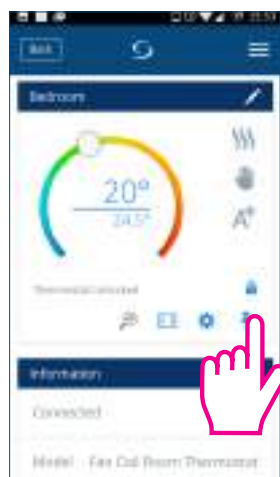 Back
Bedroom
20°
24.5°
A+
Thermostat unlocked
Information
Connected
Model Fan Coil Room Thermostat